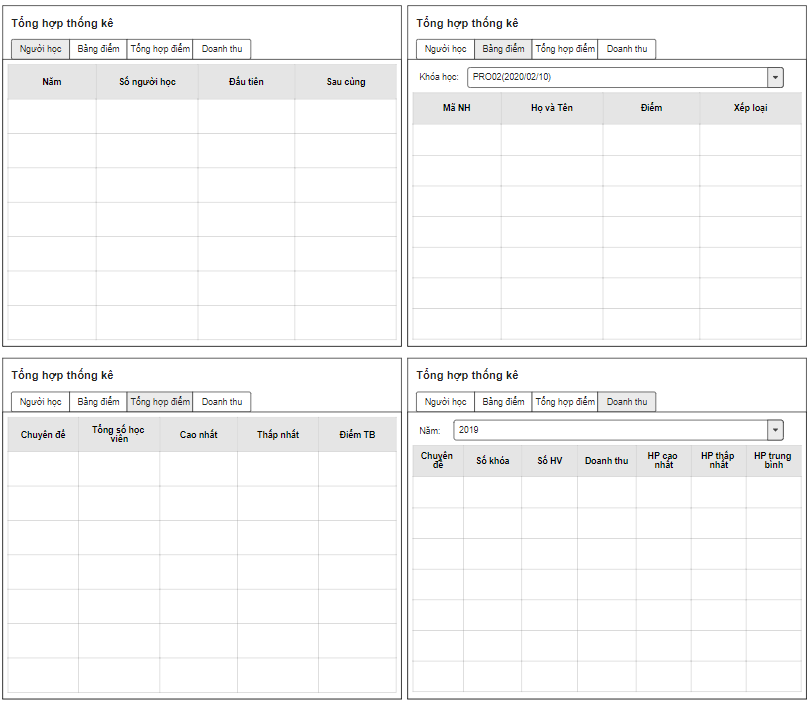 Tổng hợp thống kê
Người học Bảng điểm Tổng hợp điểm Doanh thu
Năm Số người học Đầu tiên Sau cùng
Tổng hợp thống kê
Người học Bảng điểm Tổng hợp điểm Doanh thu
Khóa học: PRO02(2020/02/10)
Mã NH Họ và Tên Điểm Xếp loại
Tổng hợp thống kê
Người học Bảng điểm Tổng hợp điểm Doanh thu
Chuyên đề Tổng số học viên Cao nhất Thấp nhất Điểm TB
Tổng hợp thống kê
Người học Bảng điểm Tổng hợp điểm Doanh thu
Năm: 2019
Chuyên đề Số khóa Số HV Doanh thu HP cao nhất HP thấp nhất HP trung bình